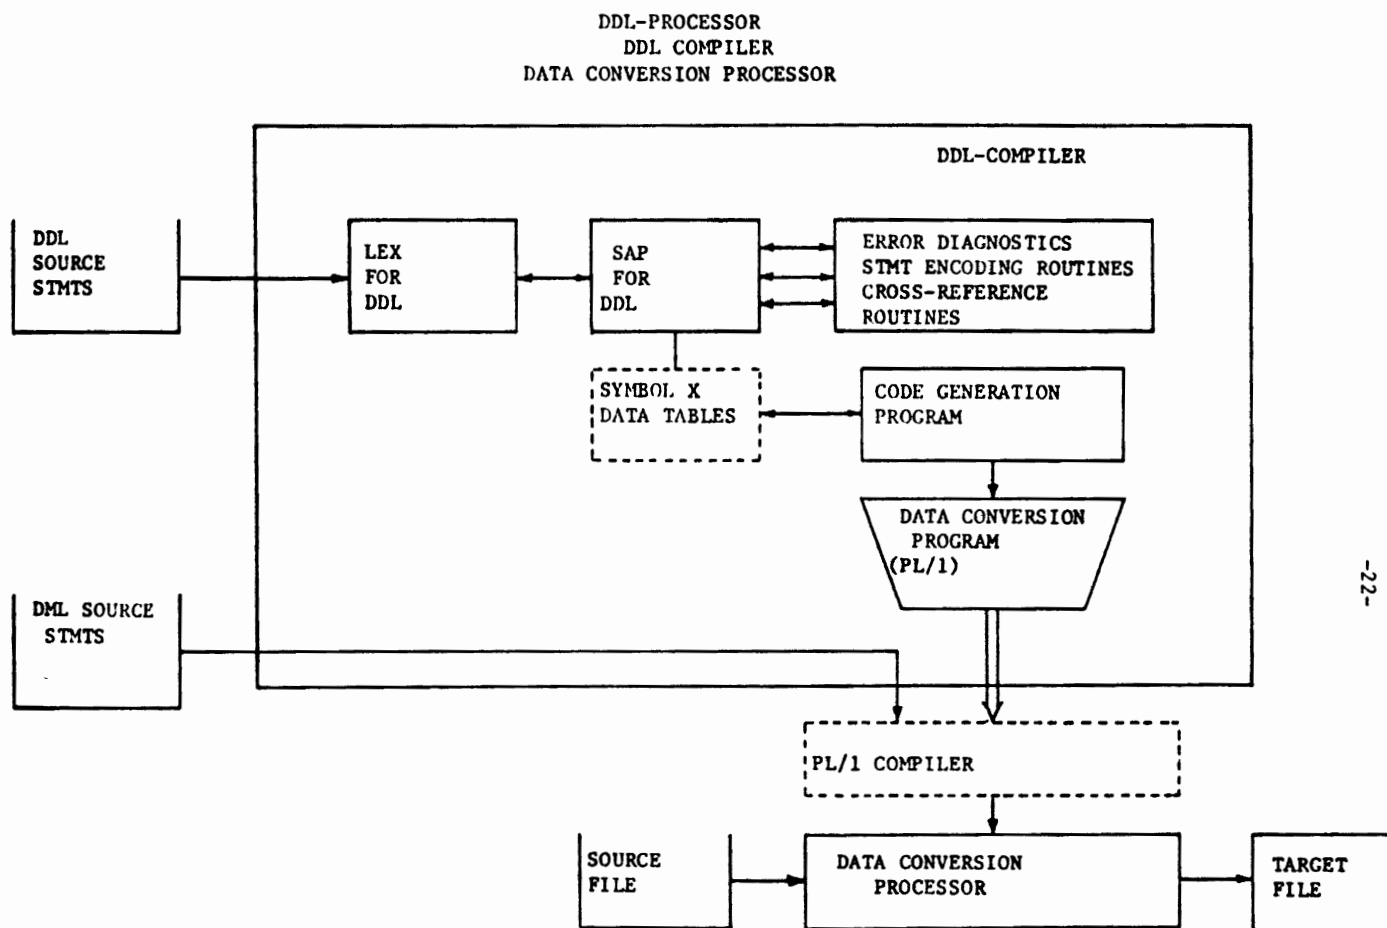 DDL-PROCESSOR
DDL COMPILER
DATA CONVERSION PROCESSOR
DDL-COMPILER
DDL
SOURCE
STMTS
LEX
FOR
DDL
SAP
FOR
DDL
ERROR DIAGNOSTICS
STMT ENCODING ROUTINES
CROSS-REFERENCE
ROUTINES
SYMBOL X
DATA TABLES
CODE GENERATION
PROGRAM
DATA CONVERSION
PROGRAM
(PL/1)
-22-
DML SOURCE
STMTS
PL/1 COMPILER
SOURCE
FILE
DATA CONVERSION
PROCESSOR
TARGET
FILE